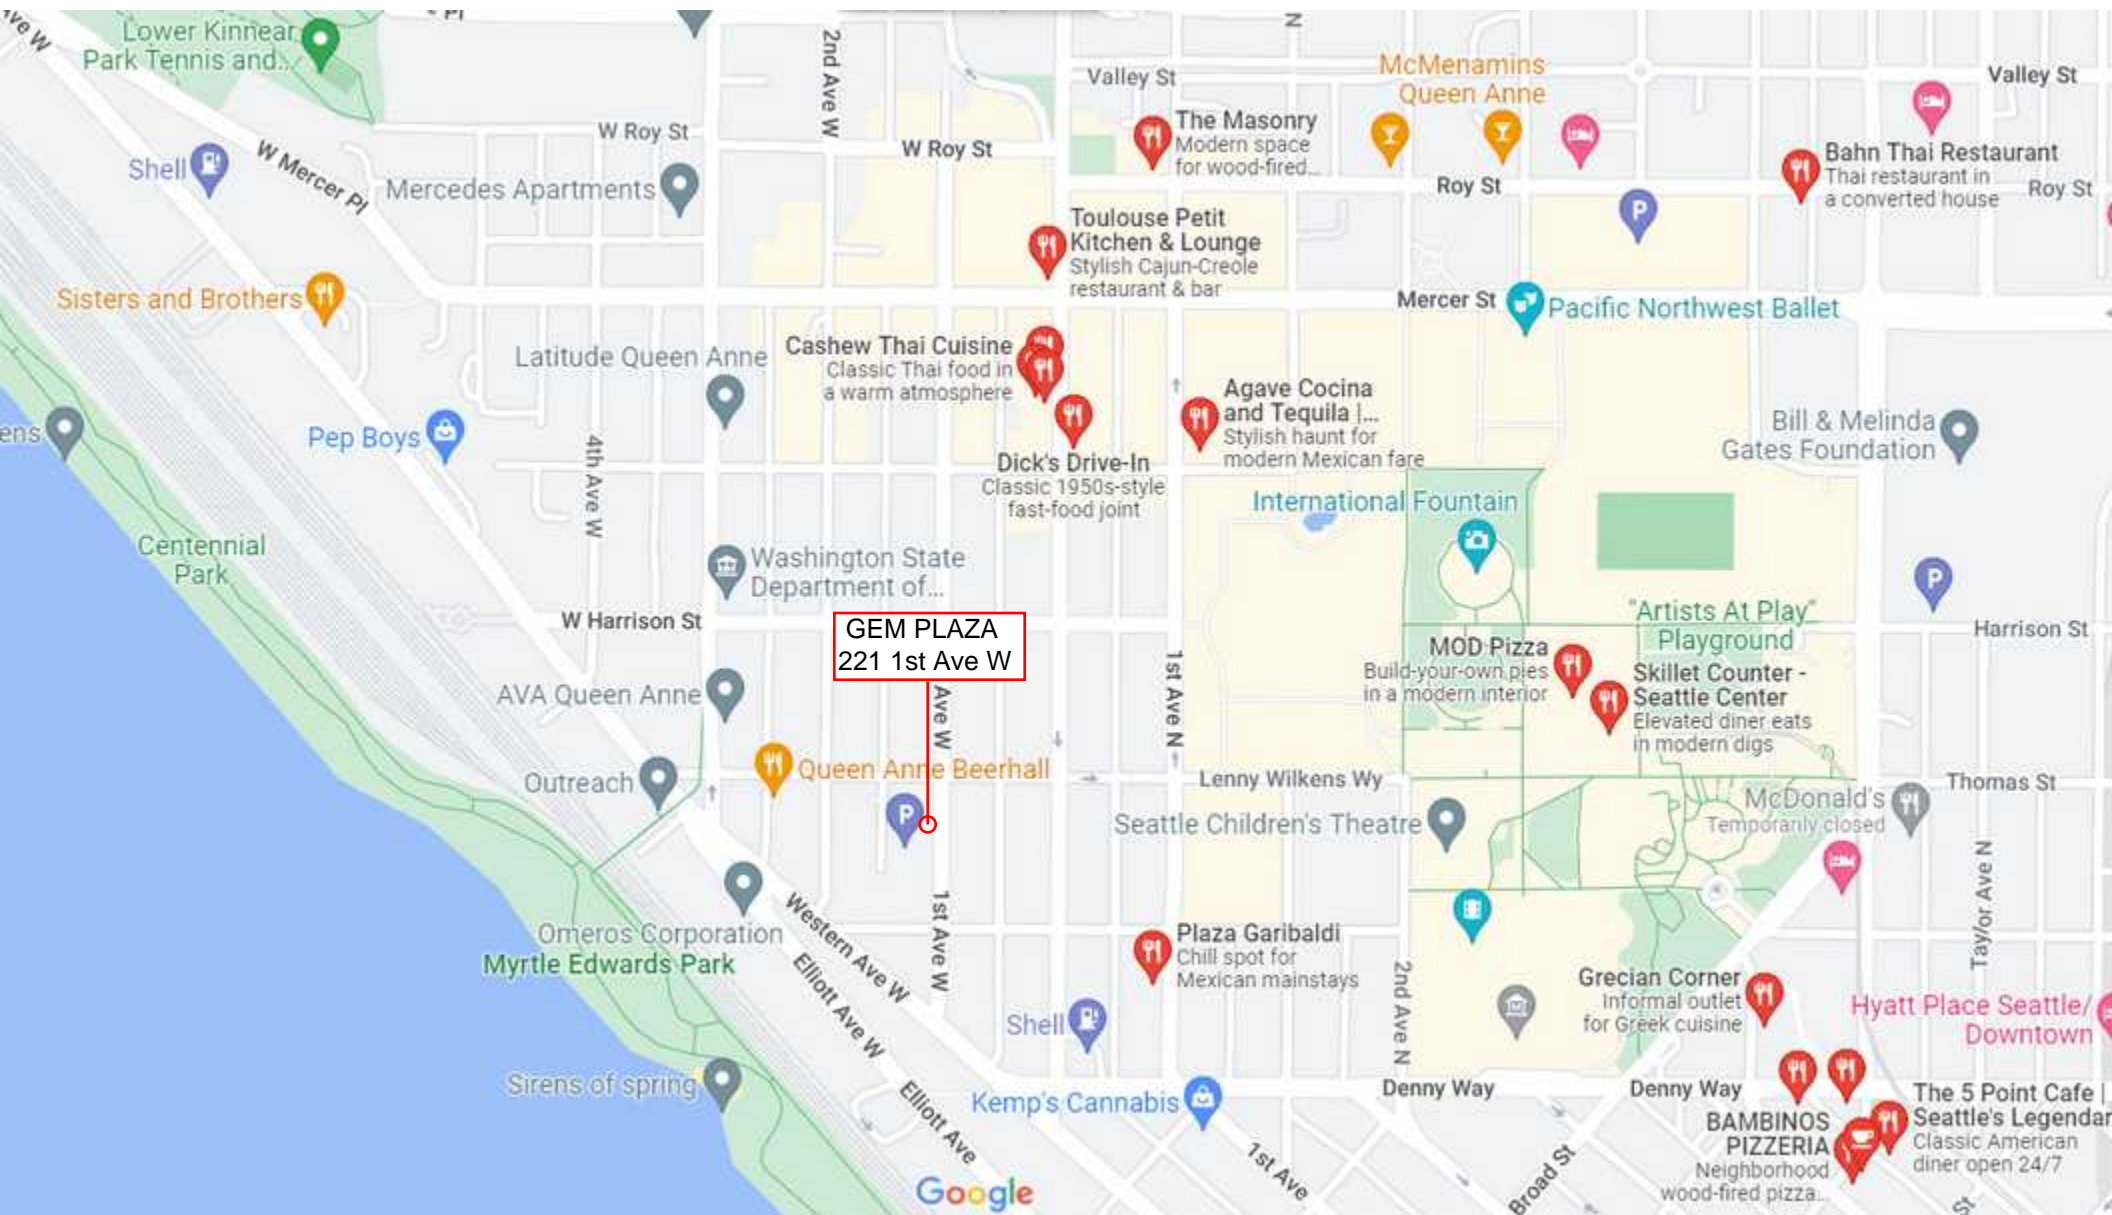 Ave W
Lower Kinnear
Park Tennis and...
2nd Ave W
N
McMenamins
Queen Anne
Valley St
Valley St
The Masonry
Modern space
for wood-fired...
W Roy St
W Roy St
Shell
W Mercer Pl
Mercedes Apartments
Roy St
Bahn Thai Restaurant
Thai restaurant in
a converted house
Roy St
P
Toulouse Petit
Kitchen & Lounge
Stylish Cajun-Creole
restaurant & bar
Sisters and Brothers
Mercer St
Pacific Northwest Ballet
Latitude Queen Anne
Cashew Thai Cuisine
Classic Thai food in
a warm atmosphere
Agave Cocina
and Tequila |...
Stylish haunt for
modern Mexican fare
Bill & Melinda
Gates Foundation
ens
Pep Boys
4th Ave W
Dick's Drive-In
Classic 1950s-style
fast-food joint
International Fountain
Centennial
Park
Washington State
Department of...
P
W Harrison St
"Artists At Play"
Playground
Harrison St
GEM PLAZA
221 1st Ave W
MOD Pizza
Build-your-own pies
in a modern interior
Skillet Counter -
Seattle Center
Elevated diner eats
in modern digs
AVA Queen Anne
Ave W
1st Ave N
Queen Anne Beerhall
Outreach
Lenny Wilkens Wy
Thomas St
P
Seattle Children's Theatre
McDonald's
Temporarily closed
Taylor Ave N
Western Ave W
1st Ave W
Omeros Corporation
Myrtle Edwards Park
Elliott Ave W
Plaza Garibaldi
Chill spot for
Mexican mainstays
2nd Ave N
Grecian Corner
Informal outlet
for Greek cuisine
Hyatt Place Seattle/
Downtown
Shell
Sirens of spring
Elliott Ave
Kemp's Cannabis
Denny Way
Denny Way
The 5 Point Cafe |
Seattle's Legendar
Classic American
diner open 24/7
BAMBINOS
PIZZERIA
Neighborhood
wood-fired pizza...
1st Ave
Broad St
St
Google